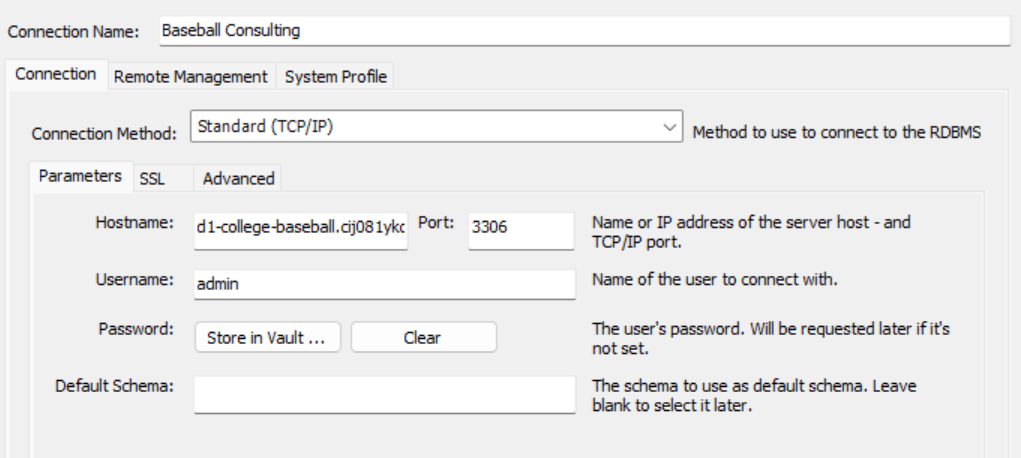 Connection Name: Baseball Consulting
Connection Remote Management System Profile
Connection Method: Standard (TCP/IP) Method to use to connect to the RDBMS
Parameters SSL Advanced
Hostname: d1-college-baseball.cij081ykc Port: 3306 Name or IP address of the server host - and
TCP/IP port.
Username: admin Name of the user to connect with.
Password: Store in Vault ... Clear The user's password. Will be requested later if it's
not set.
Default Schema: The schema to use as default schema. Leave
blank to select it later.